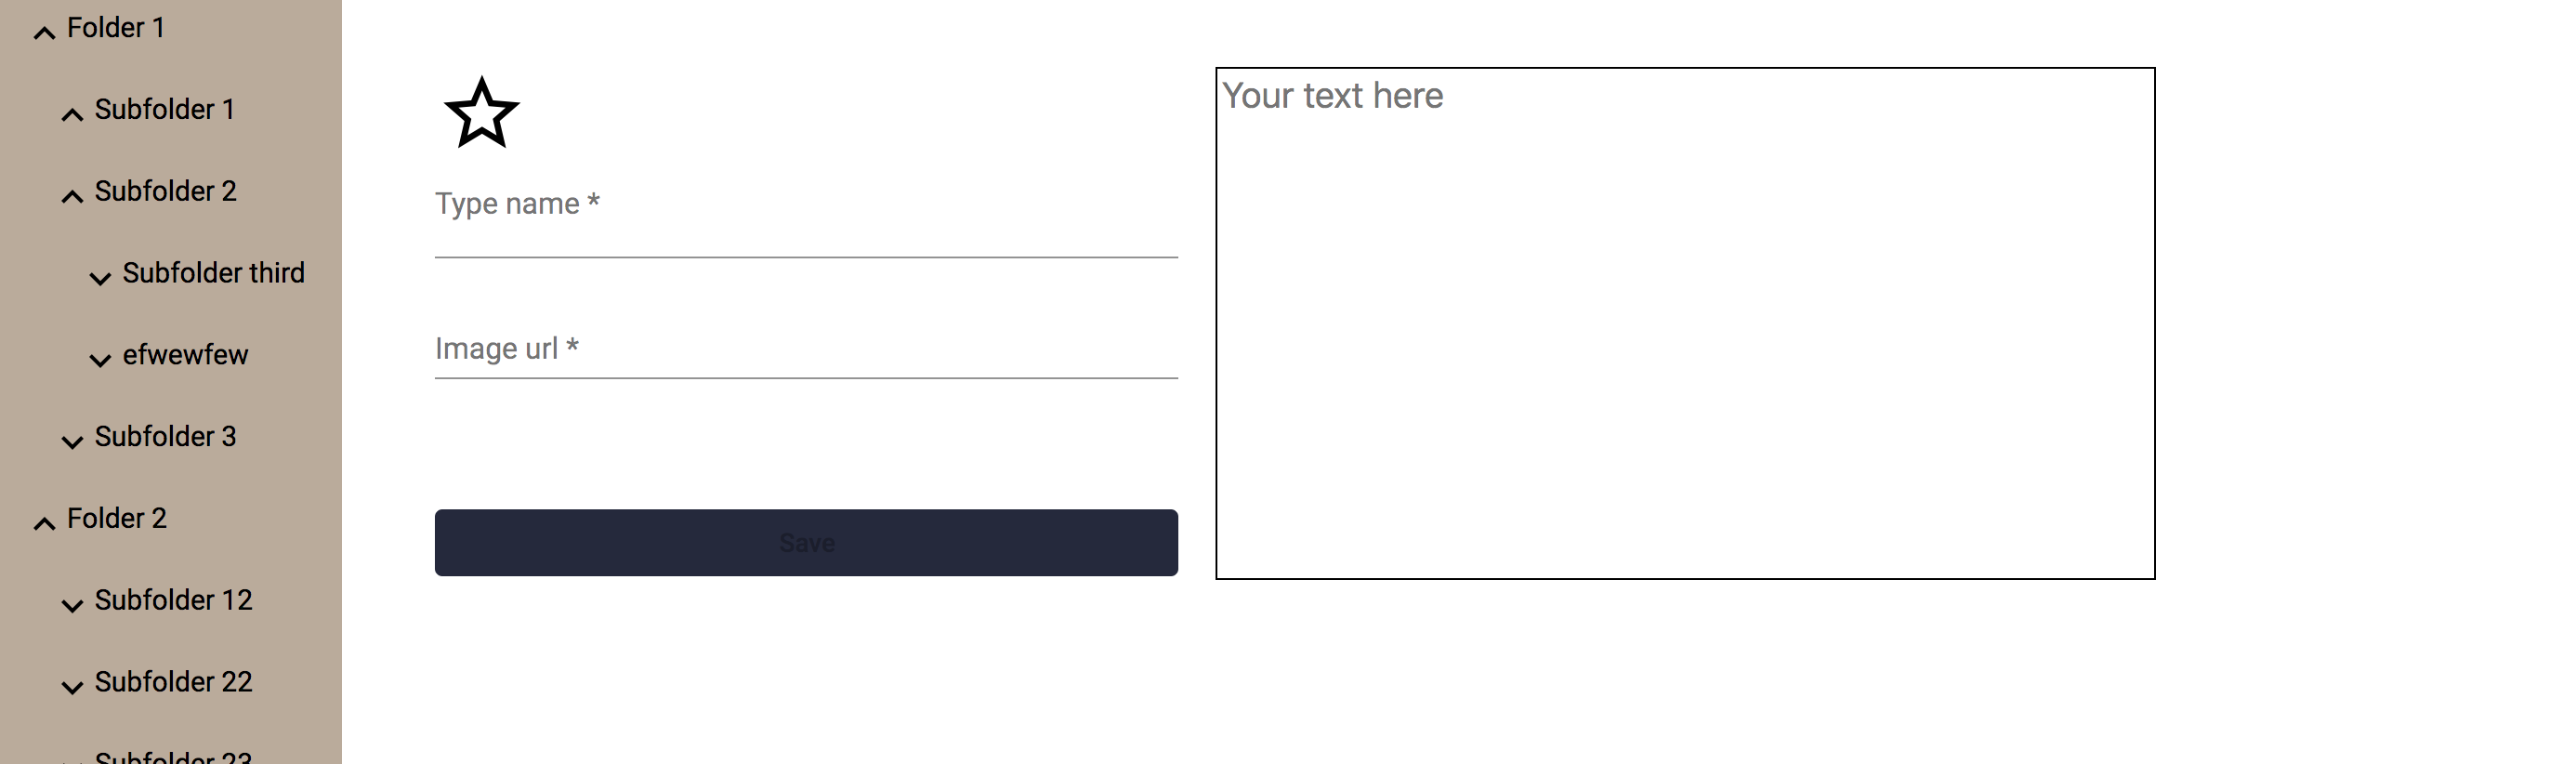 Folder 1
Subfolder 1
Subfolder 2
Subfolder third
efwewfew
Subfolder 3
Folder 2
Subfolder 12
Subfolder 22
Subfolder 23
Type name *
Image url *
Save
Your text here